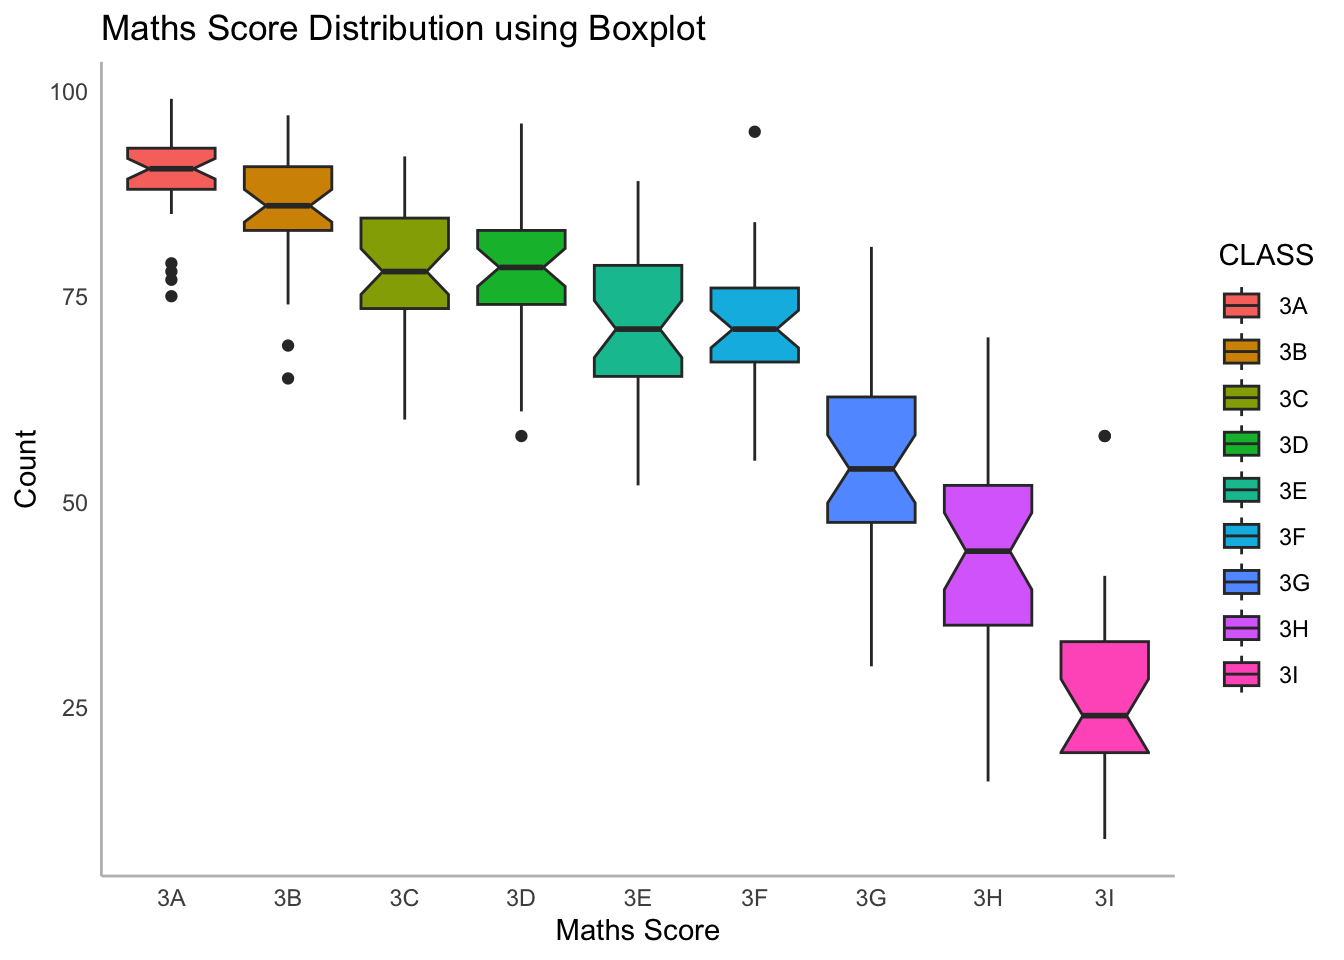 Maths Score Distribution using Boxplot
100
75
50
25
Count
3A 3B 3C 3D 3E 3F 3G 3H 3I
Maths Score
CLASS
3A
3B
3C
3D
3E
3F
3G
3H
3I